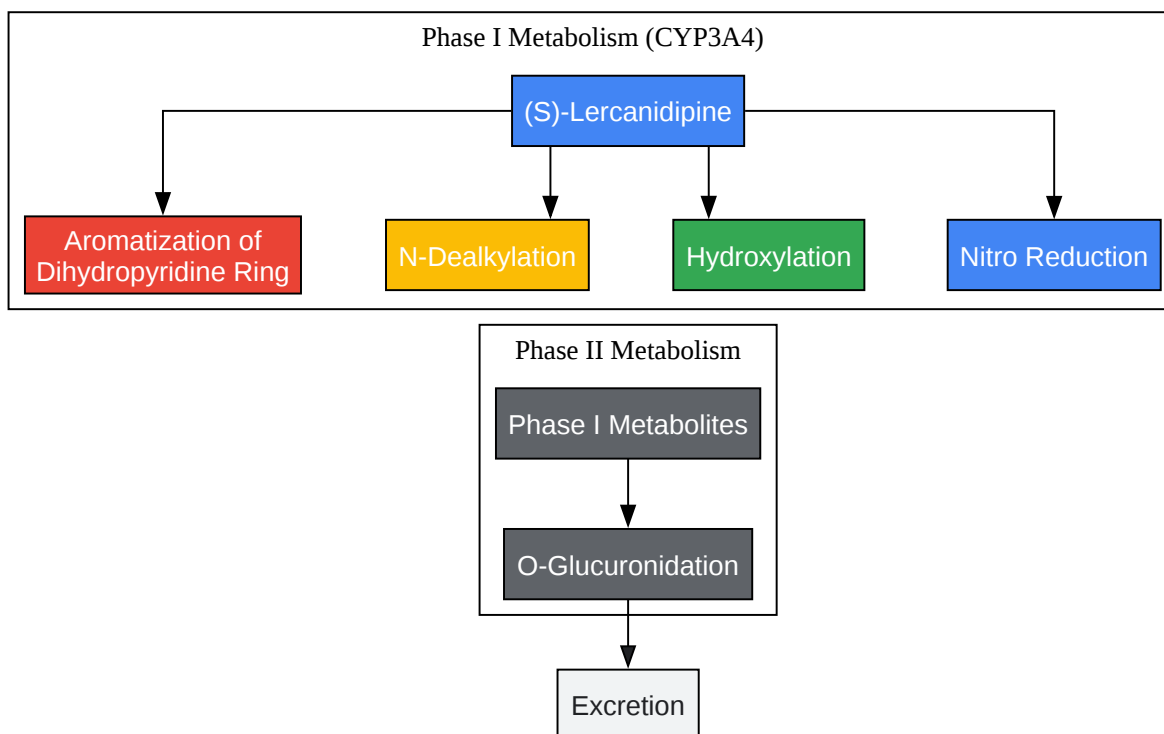 Phase I Metabolism (CYP3A4)
(S)-Lercanidipine
Aromatization of
Dihydropyridine Ring
N-Dealkylation
Hydroxylation
Nitro Reduction
Phase II Metabolism
Phase I Metabolites
O-Glucuronidation
Excretion